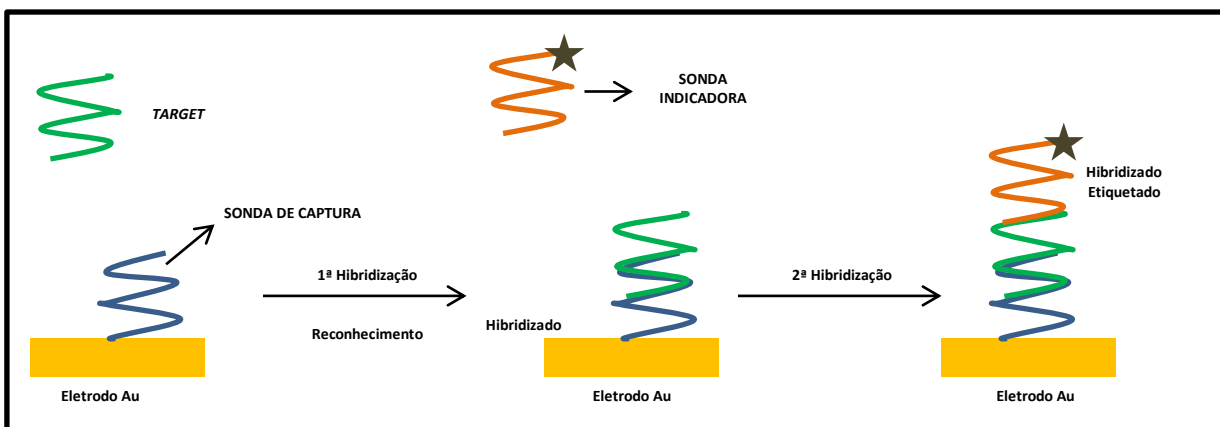 TARGET
SONDA
INDICADORA
SONDA DE CAPTURA
Hibridizado
Etiquetado
1ª Hibridização
2ª Hibridização
Reconhecimento
Hibridizado
Eletrodo Au
Eletrodo Au
Eletrodo Au